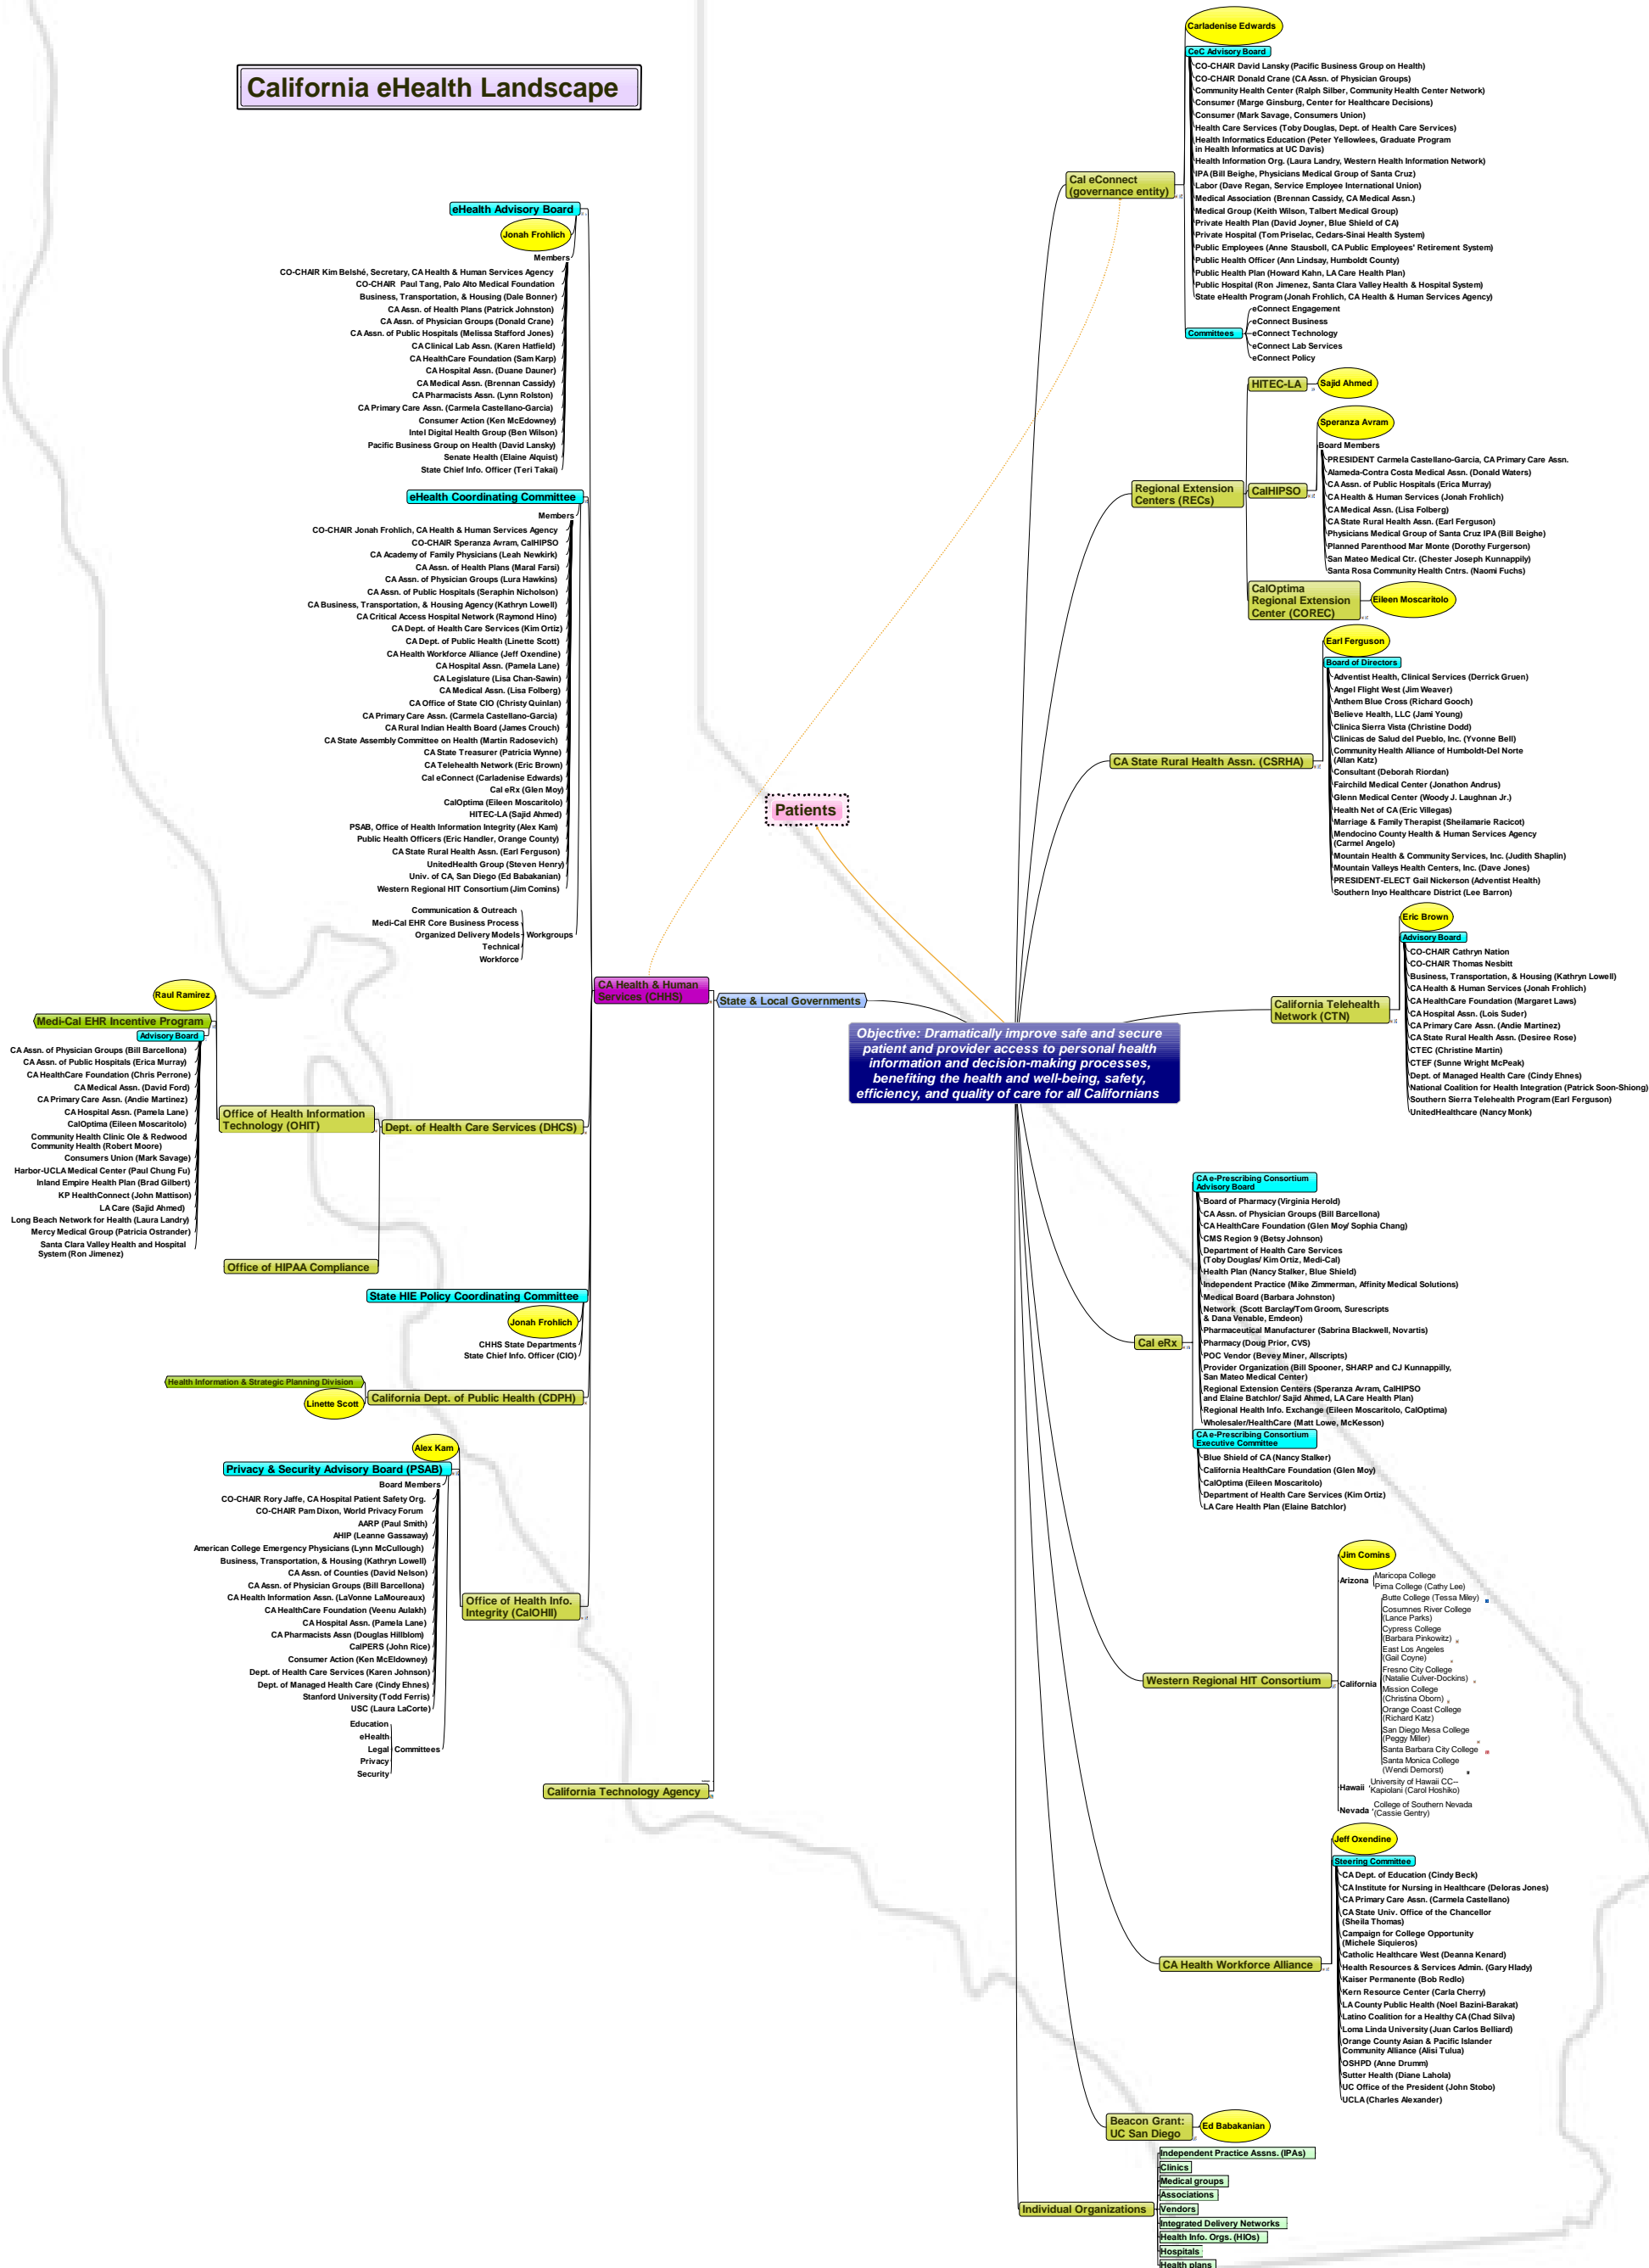 California eHealth Landscape
eHealth Advisory Board
Jonah Frohlich
Members
CO-CHAIR Kim Belshé, Secretary, CA Health & Human Services Agency
CO-CHAIR Paul Tang, Palo Alto Medical Foundation
Business, Transportation, & Housing (Dale Bonner)
CA Assn. of Health Plans (Patrick Johnston)
CA Assn. of Physician Groups (Donald Crane)
CA Assn. of Public Hospitals (Melissa Stafford Jones)
CA Clinical Lab Assn. (Karen Hatfield)
CA HealthCare Foundation (Sam Karp)
CA Hospital Assn. (Duane Dauner)
CA Medical Assn. (Brennan Cassidy)
CA Pharmacists Assn. (Lynn Rolston)
CA Primary Care Assn. (Carmela Castellano-Garcia)
Consumer Action (Ken McEdowney)
Intel Digital Health Group (Ben Wilson)
Pacific Business Group on Health (David Lansky)
Senate Health (Elaine Alquist)
State Chief Info. Officer (Teri Takai)
eHealth Coordinating Committee
Members
CO-CHAIR Jonah Frohlich, CA Health & Human Services Agency
CO-CHAIR Speranza Avram, CalHIPSO
CA Academy of Family Physicians (Leah Newkirk)
CA Assn. of Health Plans (Maral Farsi)
CA Assn. of Physician Groups (Lura Hawkins)
CA Assn. of Public Hospitals (Seraphin Nicholson)
CA Business, Transportation, & Housing Agency (Kathryn Lowell)
CA Critical Access Hospital Network (Raymond Hino)
CA Dept. of Health Care Services (Kim Ortiz)
CA Dept. of Public Health (Linette Scott)
CA Health Workforce Alliance (Jeff Oxendine)
CA Hospital Assn. (Pamela Lane)
CA Legislature (Lisa Chan-Sawin)
CA Medical Assn. (Lisa Folberg)
CA Office of State CIO (Christy Quinlan)
CA Primary Care Assn. (Carmela Castellano-Garcia)
CA Rural Indian Health Board (James Crouch)
CA State Assembly Committee on Health (Martin Radosevich)
CA State Treasurer (Patricia Wynne)
CA Telehealth Network (Eric Brown)
Cal eConnect (Carladenise Edwards)
Cal eRx (Glen Moy)
CalOptima (Eileen Moscaritolo)
HITEC-LA (Sajid Ahmed)
PSAB, Office of Health Information Integrity (Alex Kam)
Public Health Officers (Eric Handler, Orange County)
CA State Rural Health Assn. (Earl Ferguson)
UnitedHealth Group (Steven Henry)
Univ. of CA, San Diego (Ed Babakanian)
Western Regional HIT Consortium (Jim Comins)
Communication & Outreach
Medi-Cal EHR Core Business Process
Organized Delivery Models
Technical
Workforce
Workgroups
CA Health & Human
Services (CHHS)
State & Local Governments
Raul Ramirez
Medi-Cal EHR Incentive Program
Advisory Board
CA Assn. of Physician Groups (Bill Barcellona)
CA Assn. of Public Hospitals (Erica Murray)
CA HealthCare Foundation (Chris Perrone)
CA Medical Assn. (David Ford)
CA Primary Care Assn. (Andie Martinez)
CA Hospital Assn. (Pamela Lane)
CalOptima (Eileen Moscaritolo)
Community Health Clinic Ole & Redwood
Community Health (Robert Moore)
Consumers Union (Mark Savage)
Harbor-UCLA Medical Center (Paul Chung Fu)
Inland Empire Health Plan (Brad Gilbert)
KP HealthConnect (John Mattison)
LA Care (Sajid Ahmed)
Long Beach Network for Health (Laura Landry)
Mercy Medical Group (Patricia Ostrander)
Santa Clara Valley Health and Hospital
System (Ron Jimenez)
Office of Health Information
Technology (OHIT)
Dept. of Health Care Services (DHCS)
Office of HIPAA Compliance
State HIE Policy Coordinating Committee
Jonah Frohlich
CHHS State Departments
State Chief Info. Officer (CIO)
Health Information & Strategic Planning Division
Linette Scott
California Dept. of Public Health (CDPH)
Alex Kam
Privacy & Security Advisory Board (PSAB)
Board Members
CO-CHAIR Rory Jaffe, CA Hospital Patient Safety Org.
CO-CHAIR Pam Dixon, World Privacy Forum
AARP (Paul Smith)
AHIP (Leanne Gassaway)
American College Emergency Physicians (Lynn McCullough)
Business, Transportation, & Housing (Kathryn Lowell)
CA Assn. of Counties (David Nelson)
CA Assn. of Physician Groups (Bill Barcellona)
CA Health Information Assn. (LaVonne LaMoureaux)
CA HealthCare Foundation (Veenu Aulakh)
CA Hospital Assn. (Pamela Lane)
CA Pharmacists Assn (Douglas Hillblom)
CalPERS (John Rice)
Consumer Action (Ken McEldowney)
Dept. of Health Care Services (Karen Johnson)
Dept. of Managed Health Care (Cindy Ehnes)
Stanford University (Todd Ferris)
USC (Laura LaCorte)
Education
eHealth
Legal
Privacy
Security
Committees
Office of Health Info.
Integrity (CalOHII)
California Technology Agency
Patients
Objective: Dramatically improve safe and secure
patient and provider access to personal health
information and decision-making processes,
benefiting the health and well-being, safety,
efficiency, and quality of care for all Californians
Cal eConnect
(governance entity)
Carladenise Edwards
CeC Advisory Board
CO-CHAIR David Lansky (Pacific Business Group on Health)
CO-CHAIR Donald Crane (CA Assn. of Physician Groups)
Community Health Center (Ralph Silber, Community Health Center Network)
Consumer (Marge Ginsburg, Center for Healthcare Decisions)
Consumer (Mark Savage, Consumers Union)
Health Care Services (Toby Douglas, Dept. of Health Care Services)
Health Informatics Education (Peter Yellowlees, Graduate Program
in Health Informatics at UC Davis)
Health Information Org. (Laura Landry, Western Health Information Network)
IPA (Bill Beighe, Physicians Medical Group of Santa Cruz)
Labor (Dave Regan, Service Employee International Union)
Medical Association (Brennan Cassidy, CA Medical Assn.)
Medical Group (Keith Wilson, Talbert Medical Group)
Private Health Plan (David Joyner, Blue Shield of CA)
Private Hospital (Tom Priselac, Cedars-Sinai Health System)
Public Employees (Anne Stausboll, CA Public Employees' Retirement System)
Public Health Officer (Ann Lindsay, Humboldt County)
Public Health Plan (Howard Kahn, LA Care Health Plan)
Public Hospital (Ron Jimenez, Santa Clara Valley Health & Hospital System)
State eHealth Program (Jonah Frohlich, CA Health & Human Services Agency)
Committees
eConnect Engagement
eConnect Business
eConnect Technology
eConnect Lab Services
eConnect Policy
Regional Extension
Centers (RECs)
HITEC-LA
Sajid Ahmed
CalHIPSO
Speranza Avram
Board Members
PRESIDENT Carmela Castellano-Garcia, CA Primary Care Assn.
Alameda-Contra Costa Medical Assn. (Donald Waters)
CA Assn. of Public Hospitals (Erica Murray)
CA Health & Human Services (Jonah Frohlich)
CA Medical Assn. (Lisa Folberg)
CA State Rural Health Assn. (Earl Ferguson)
Physicians Medical Group of Santa Cruz IPA (Bill Beighe)
Planned Parenthood Mar Monte (Dorothy Furgerson)
San Mateo Medical Ctr. (Chester Joseph Kunnappily)
Santa Rosa Community Health Cntrs. (Naomi Fuchs)
CalOptima
Regional Extension
Center (COREC)
Eileen Moscaritolo
CA State Rural Health Assn. (CSRHA)
Earl Ferguson
Board of Directors
Adventist Health, Clinical Services (Derrick Gruen)
Angel Flight West (Jim Weaver)
Anthem Blue Cross (Richard Gooch)
Believe Health, LLC (Jami Young)
Clinica Sierra Vista (Christine Dodd)
Clinicas de Salud del Pueblo, Inc. (Yvonne Bell)
Community Health Alliance of Humboldt-Del Norte
(Allan Katz)
Consultant (Deborah Riordan)
Fairchild Medical Center (Jonathon Andrus)
Glenn Medical Center (Woody J. Laughnan Jr.)
Health Net of CA (Eric Villegas)
Marriage & Family Therapist (Sheilamarie Racicot)
Mendocino County Health & Human Services Agency
(Carmel Angelo)
Mountain Health & Community Services, Inc. (Judith Shaplin)
Mountain Valleys Health Centers, Inc. (Dave Jones)
PRESIDENT-ELECT Gail Nickerson (Adventist Health)
Southern Inyo Healthcare District (Lee Barron)
California Telehealth
Network (CTN)
Eric Brown
Advisory Board
CO-CHAIR Cathryn Nation
CO-CHAIR Thomas Nesbitt
Business, Transportation, & Housing (Kathryn Lowell)
CA Health & Human Services (Jonah Frohlich)
CA HealthCare Foundation (Margaret Laws)
CA Hospital Assn. (Lois Suder)
CA Primary Care Assn. (Andie Martinez)
CA State Rural Health Assn. (Desiree Rose)
CTEC (Christine Martin)
CTEF (Sunne Wright McPeak)
Dept. of Managed Health Care (Cindy Ehnes)
National Coalition for Health Integration (Patrick Soon-Shiong)
Southern Sierra Telehealth Program (Earl Ferguson)
UnitedHealthcare (Nancy Monk)
Cal eRx
CA e-Prescribing Consortium
Advisory Board
Board of Pharmacy (Virginia Herold)
CA Assn. of Physician Groups (Bill Barcellona)
CA HealthCare Foundation (Glen Moy/ Sophia Chang)
CMS Region 9 (Betsy Johnson)
Department of Health Care Services
(Toby Douglas/ Kim Ortiz, Medi-Cal)
Health Plan (Nancy Stalker, Blue Shield)
Independent Practice (Mike Zimmerman, Affinity Medical Solutions)
Medical Board (Barbara Johnston)
Network (Scott Barclay/Tom Groom, Surescripts
& Dana Venable, Emdeon)
Pharmaceutical Manufacturer (Sabrina Blackwell, Novartis)
Pharmacy (Doug Prior, CVS)
POC Vendor (Bevey Miner, Allscripts)
Provider Organization (Bill Spooner, SHARP and CJ Kunnappilly,
San Mateo Medical Center)
Regional Extension Centers (Speranza Avram, CalHIPSO
and Elaine Batchlor/ Sajid Ahmed, LA Care Health Plan)
Regional Health Info. Exchange (Eileen Moscaritolo, CalOptima)
Wholesaler/HealthCare (Matt Lowe, McKesson)
CA e-Prescribing Consortium
Executive Committee
Blue Shield of CA (Nancy Stalker)
California HealthCare Foundation (Glen Moy)
CalOptima (Eileen Moscaritolo)
Department of Health Care Services (Kim Ortiz)
LA Care Health Plan (Elaine Batchlor)
Western Regional HIT Consortium
Jim Comins
Arizona
Maricopa College
Pima College (Cathy Lee)
California
Butte College (Tessa Miley)
Cosumnes River College
(Lance Parks)
Cypress College
(Barbara Pinkowitz)
East Los Angeles
(Gail Coyne)
Fresno City College
(Natalie Culver-Dockins)
Mission College
(Christina Oborn)
Orange Coast College
(Richard Katz)
San Diego Mesa College
(Peggy Miller)
Santa Barbara City College
Santa Monica College
(Wendi Demorst)
Hawaii
University of Hawaii CC--
Kapiolani (Carol Hoshiko)
Nevada
College of Southern Nevada
(Cassie Gentry)
CA Health Workforce Alliance
Jeff Oxendine
Steering Committee
CA Dept. of Education (Cindy Beck)
CA Institute for Nursing in Healthcare (Deloras Jones)
CA Primary Care Assn. (Carmela Castellano)
CA State Univ. Office of the Chancellor
(Sheila Thomas)
Campaign for College Opportunity
(Michele Siquieros)
Catholic Healthcare West (Deanna Kenard)
Health Resources & Services Admin. (Gary Hlady)
Kaiser Permanente (Bob Redlo)
Kern Resource Center (Carla Cherry)
LA County Public Health (Noel Bazini-Barakat)
Latino Coalition for a Healthy CA (Chad Silva)
Loma Linda University (Juan Carlos Belliard)
Orange County Asian & Pacific Islander
Community Alliance (Alisi Tulua)
OSHPD (Anne Drumm)
Sutter Health (Diane Lahola)
UC Office of the President (John Stobo)
UCLA (Charles Alexander)
Beacon Grant:
UC San Diego
Ed Babakanian
Individual Organizations
Independent Practice Assns. (IPAs)
Clinics
Medical groups
Associations
Vendors
Integrated Delivery Networks
Health Info. Orgs. (HIOs)
Hospitals
Health plans